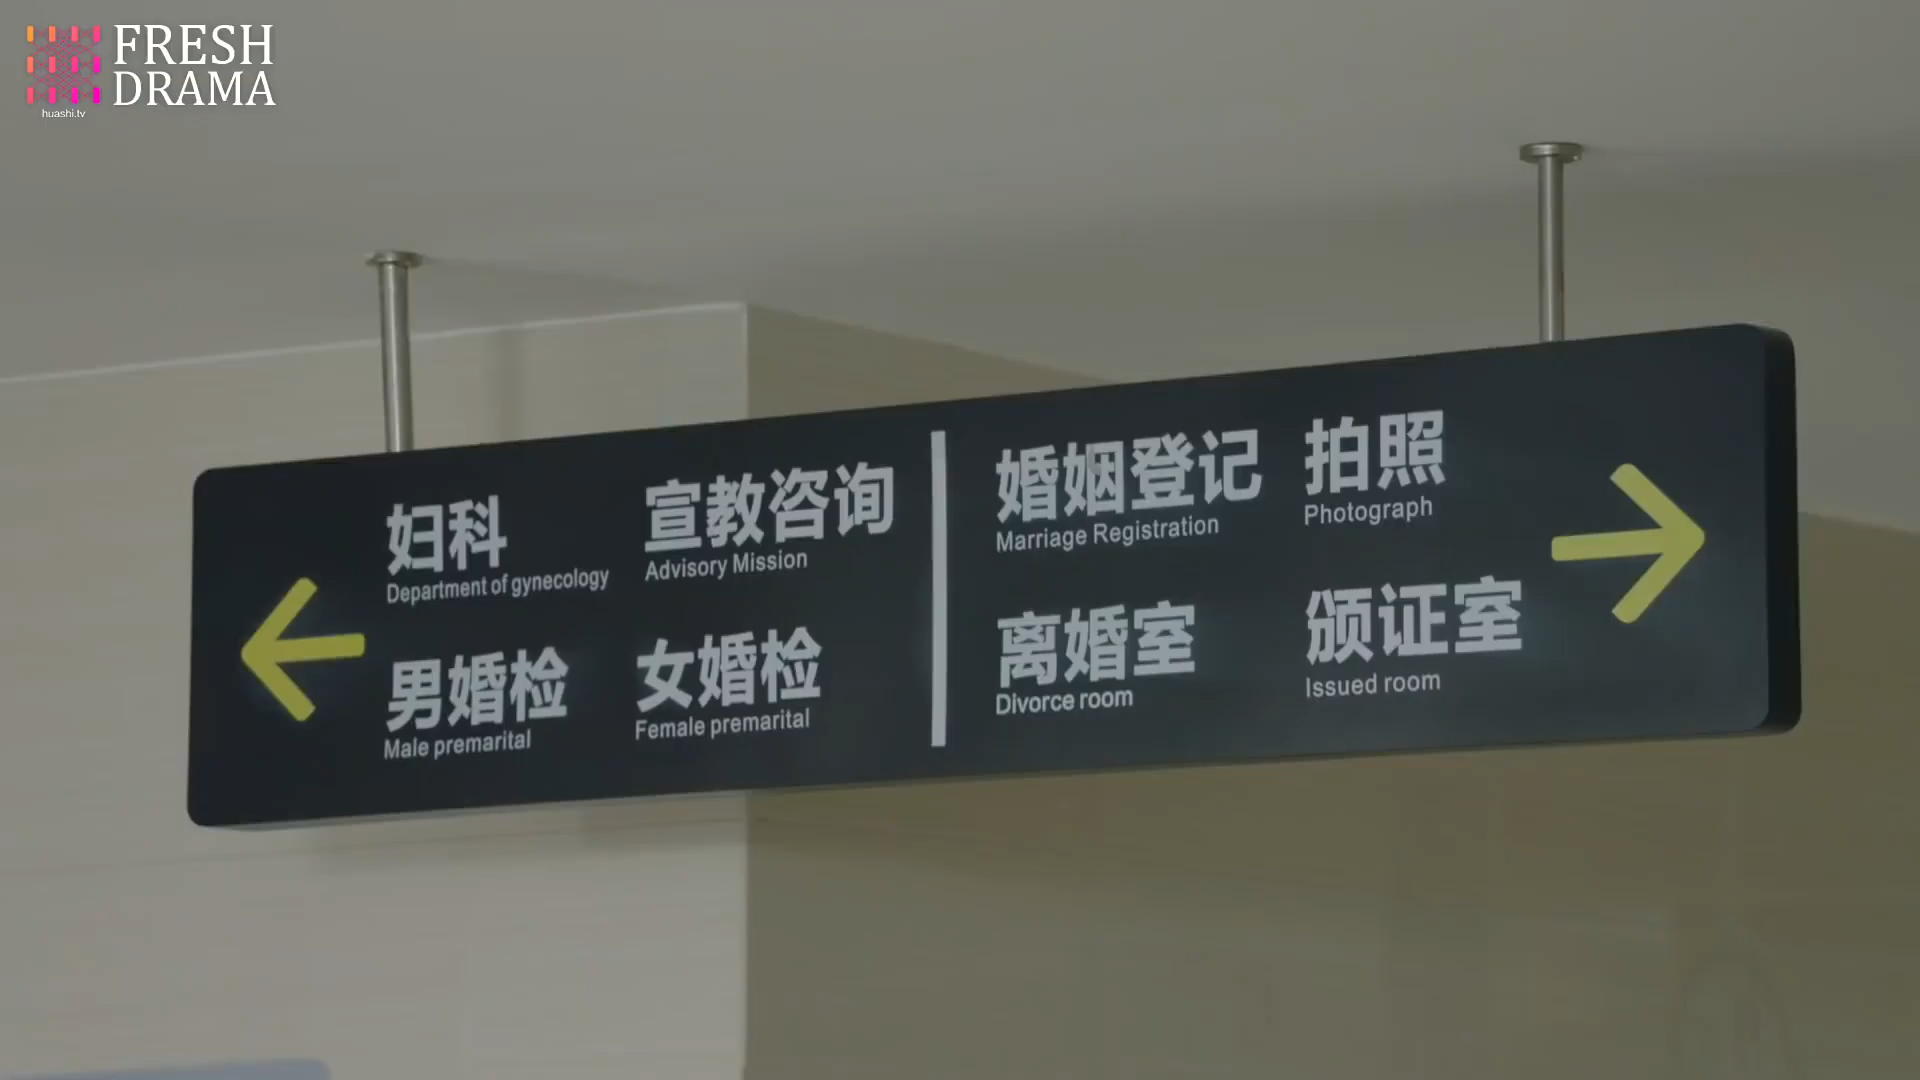 FRESH
DRAMA
huashi.tv
妇科 宣教咨询
Department of gynecology Advisory Mission
男婚检 女婚检
Male premarital Female premarital
婚姻登记 拍照
Marriage Registration Photograph
离婚室 颁证室
Divorce room Issued room